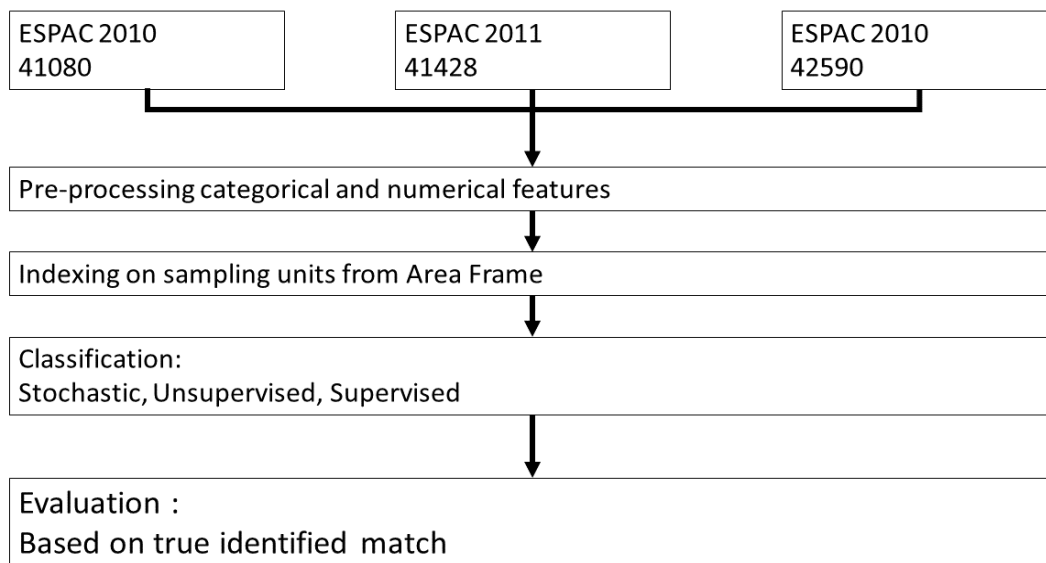 ESPAC 2010
41080
ESPAC 2011
41428
ESPAC 2010
42590
Pre-processing categorical and numerical features
Indexing on sampling units from Area Frame
Classification:
Stochastic, Unsupervised, Supervised
Evaluation :
Based on true identified match